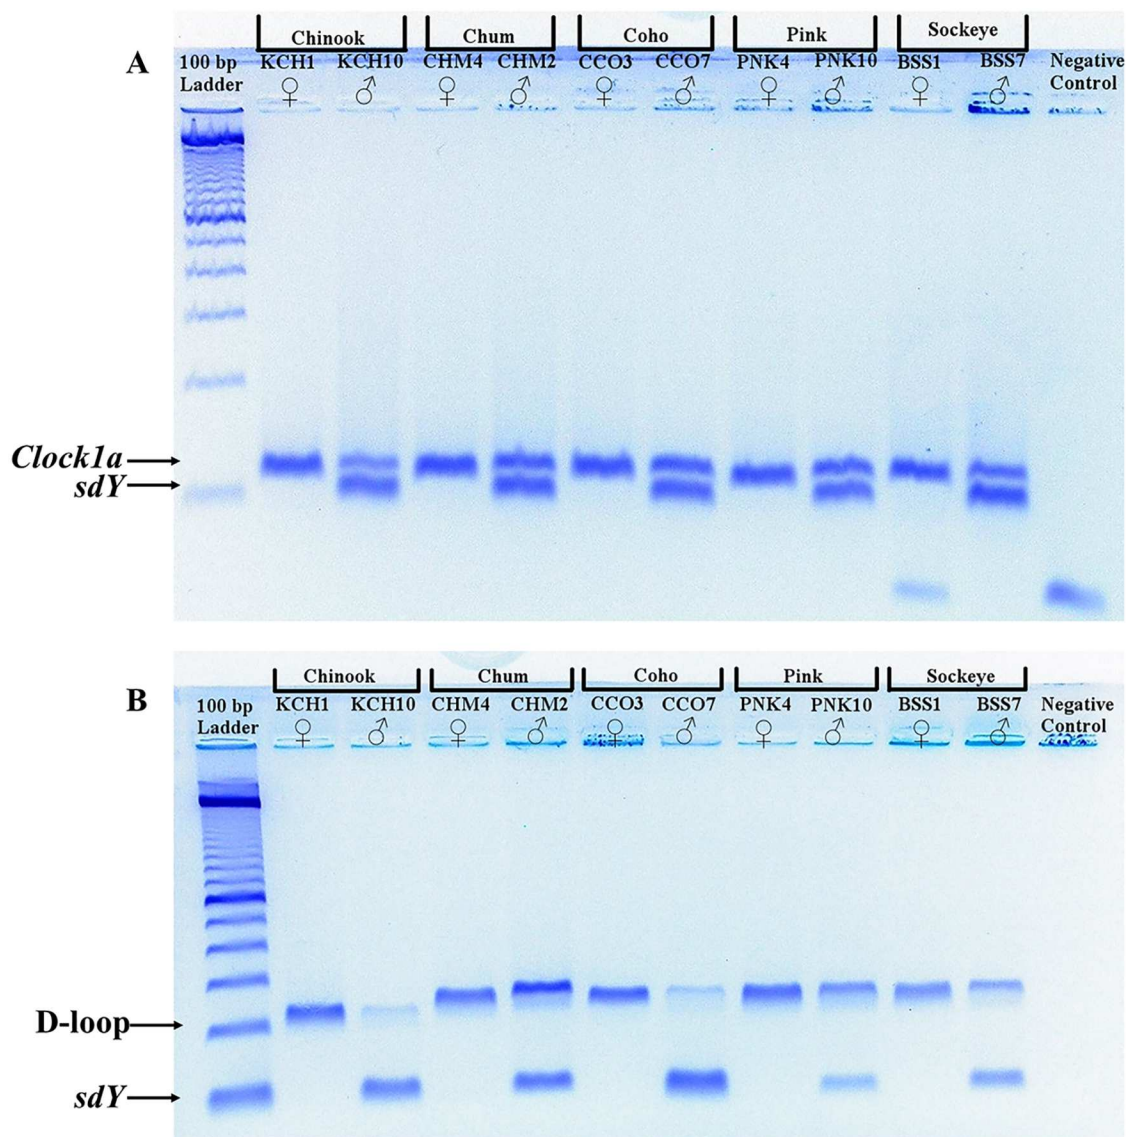 Chinook Chum Coho Pink Sockeye
A 100 bp KCH1 KCH10 CHM4 CHM2 CCO3 CCO7 PNK4 PNK10 BSS1 BSS7 Negative
Ladder ♀ ♂ ♀ ♂ ♀ ♂ ♀ ♂ ♀ ♂ Control
Clock1a
sdY
Chinook Chum Coho Pink Sockeye
B 100 bp KCH1 KCH10 CHM4 CHM2 CCO3 CCO7 PNK4 PNK10 BSS1 BSS7 Negative
Ladder ♀ ♂ ♀ ♂ ♀ ♂ ♀ ♂ ♀ ♂ Control
D-loop
sdY